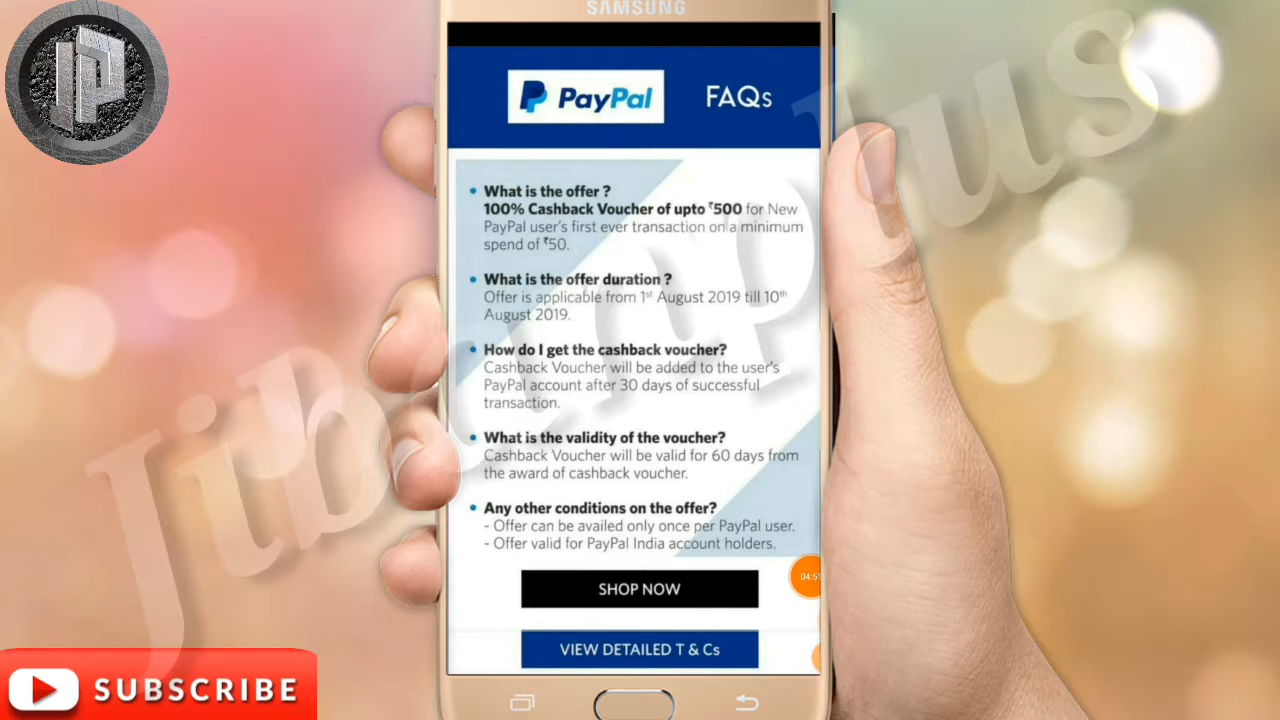 SAMSUNG
PayPal FAQs
What is the offer ?
100% Cashback Voucher of upto ₹500 for New
PayPal user's first ever transaction on a minimum
spend of ₹50.
What is the offer duration ?
Offer is applicable from 1st August 2019 till 10th
August 2019.
How do I get the cashback voucher?
Cashback Voucher will be added to the user's
PayPal account after 30 days of successful
transaction.
What is the validity of the voucher?
Cashback Voucher will be valid for 60 days from
the award of cashback voucher.
Any other conditions on the offer?
- Offer can be availed only once per PayPal user.
- Offer valid for PayPal India account holders.
04:51
SHOP NOW
VIEW DETAILED T & Cs
SUBSCRIBE